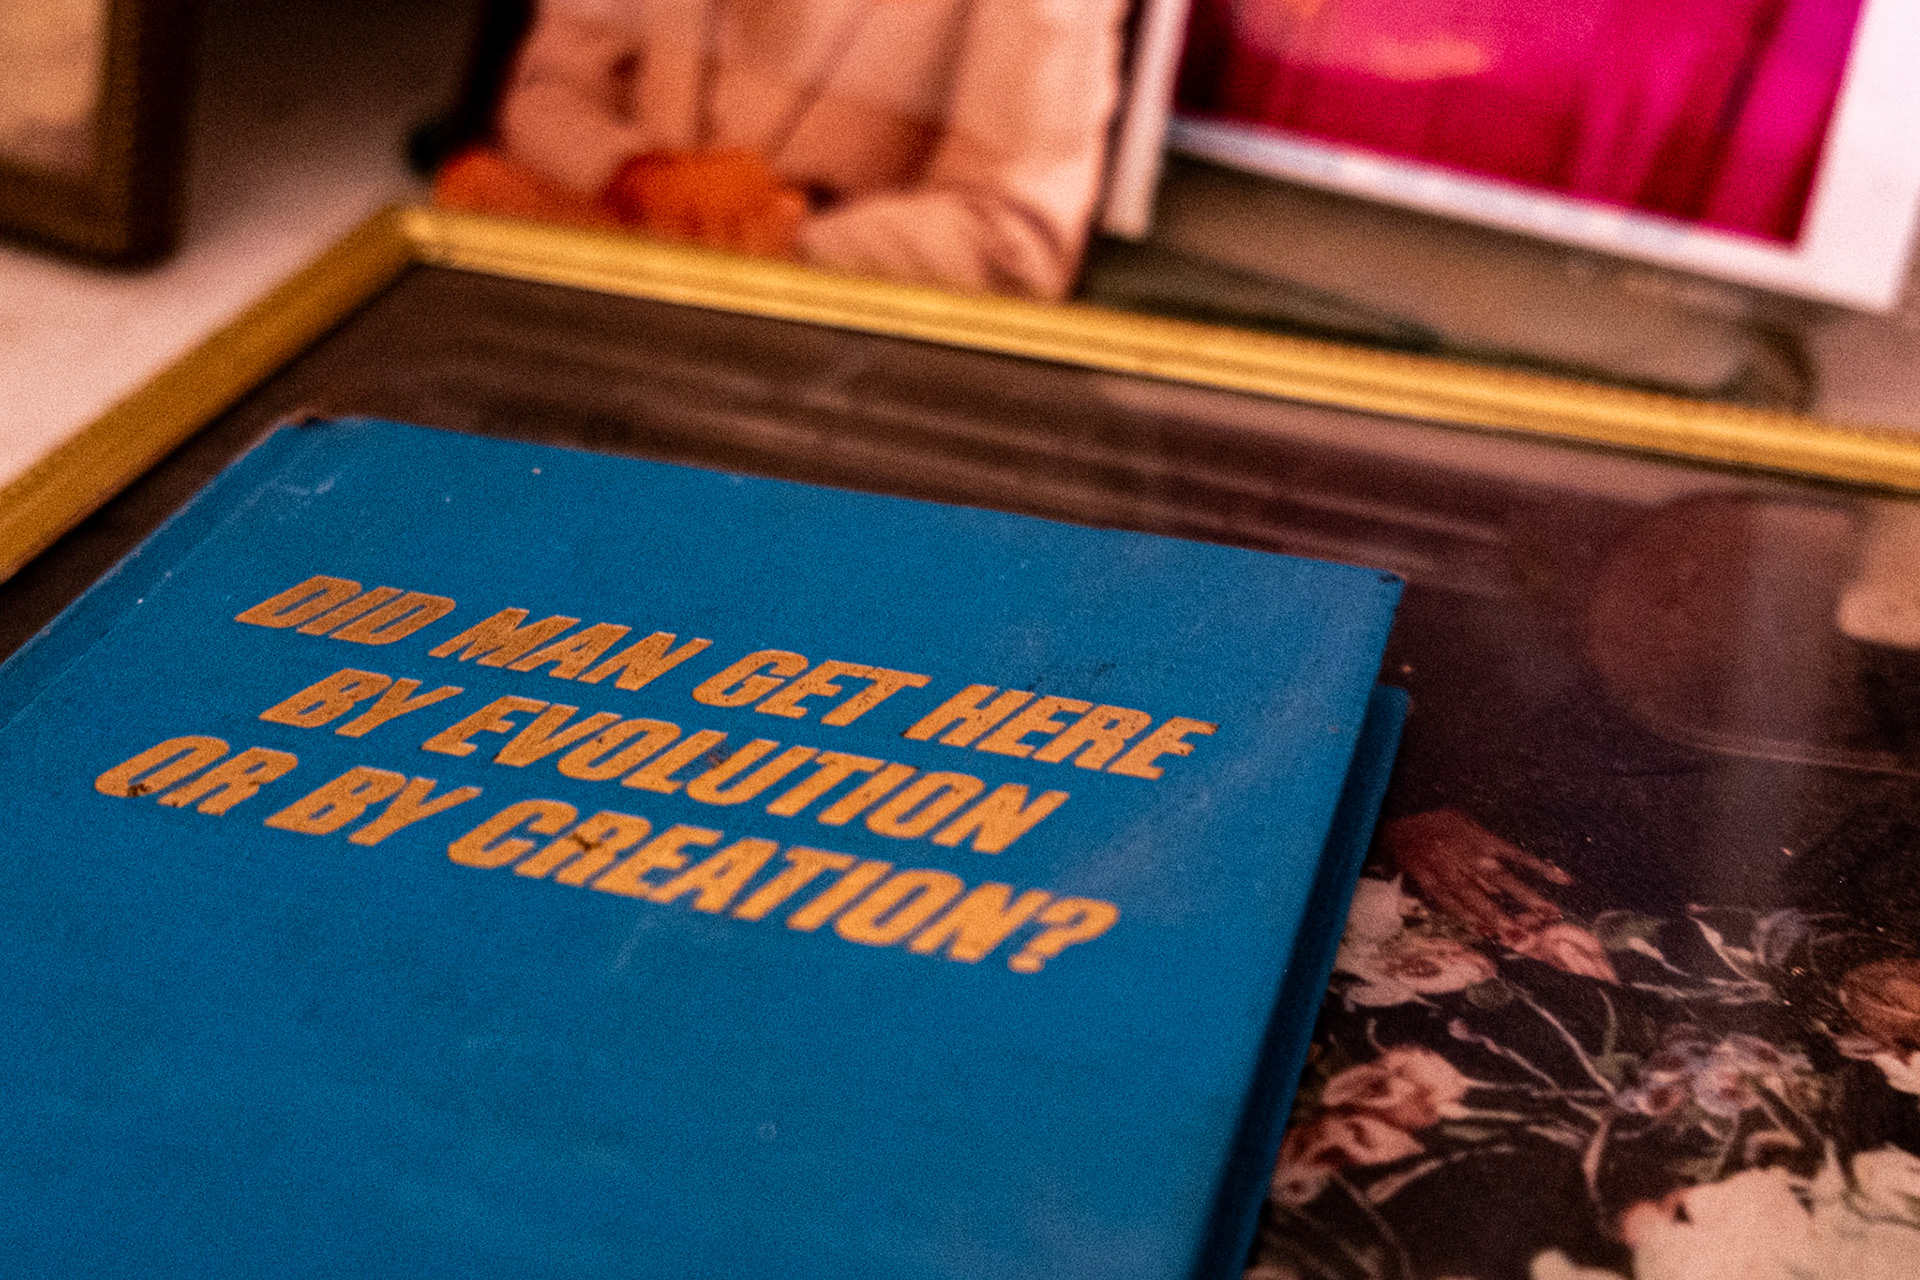 DID MAN GET HERE
BY EVOLUTION
OR BY CREATION?